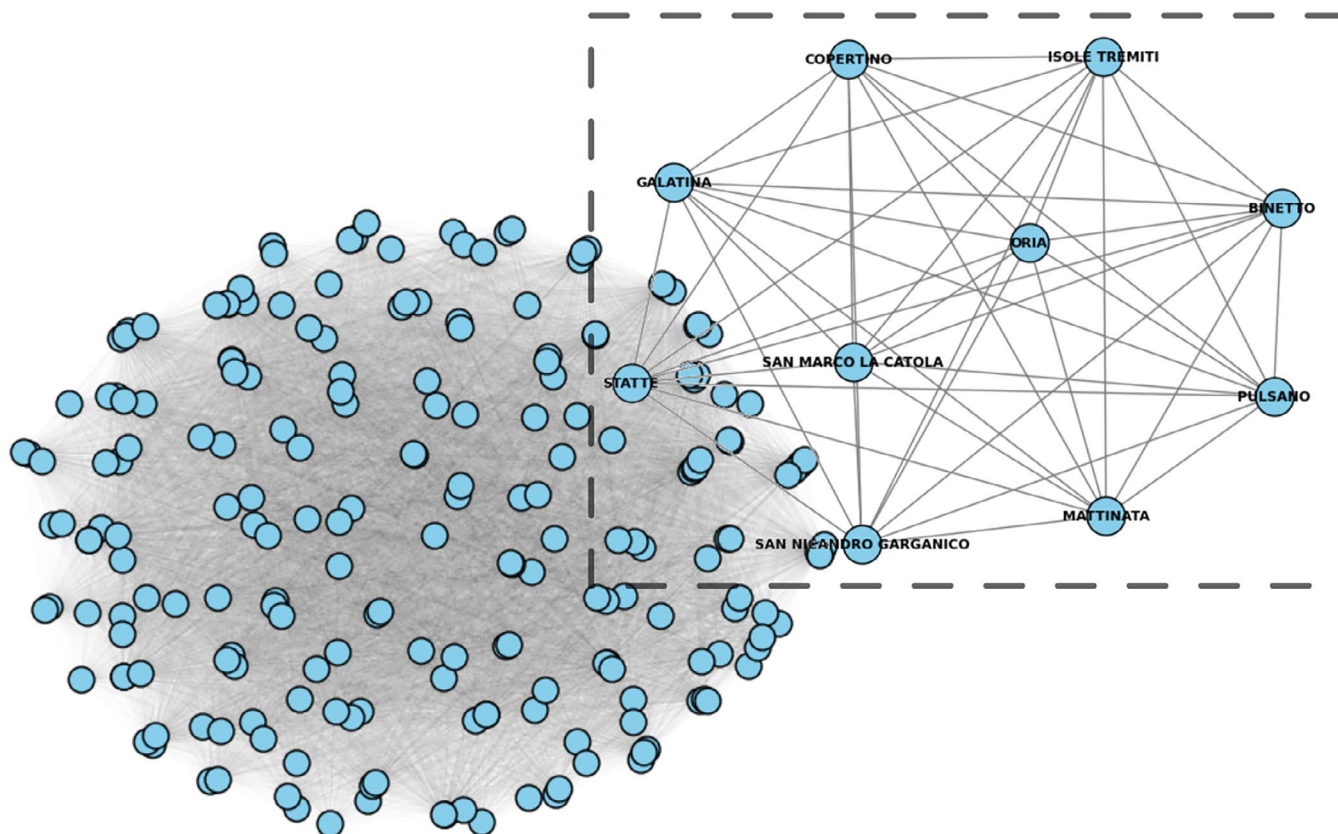 COPERTINO
ISOLE TREMITI
GALATINA
BINETTO
ORIA
SAN MARCO LA CATOLA
STATTE
PULSANO
MATTINATA
SAN NICANDRO GARGANICO